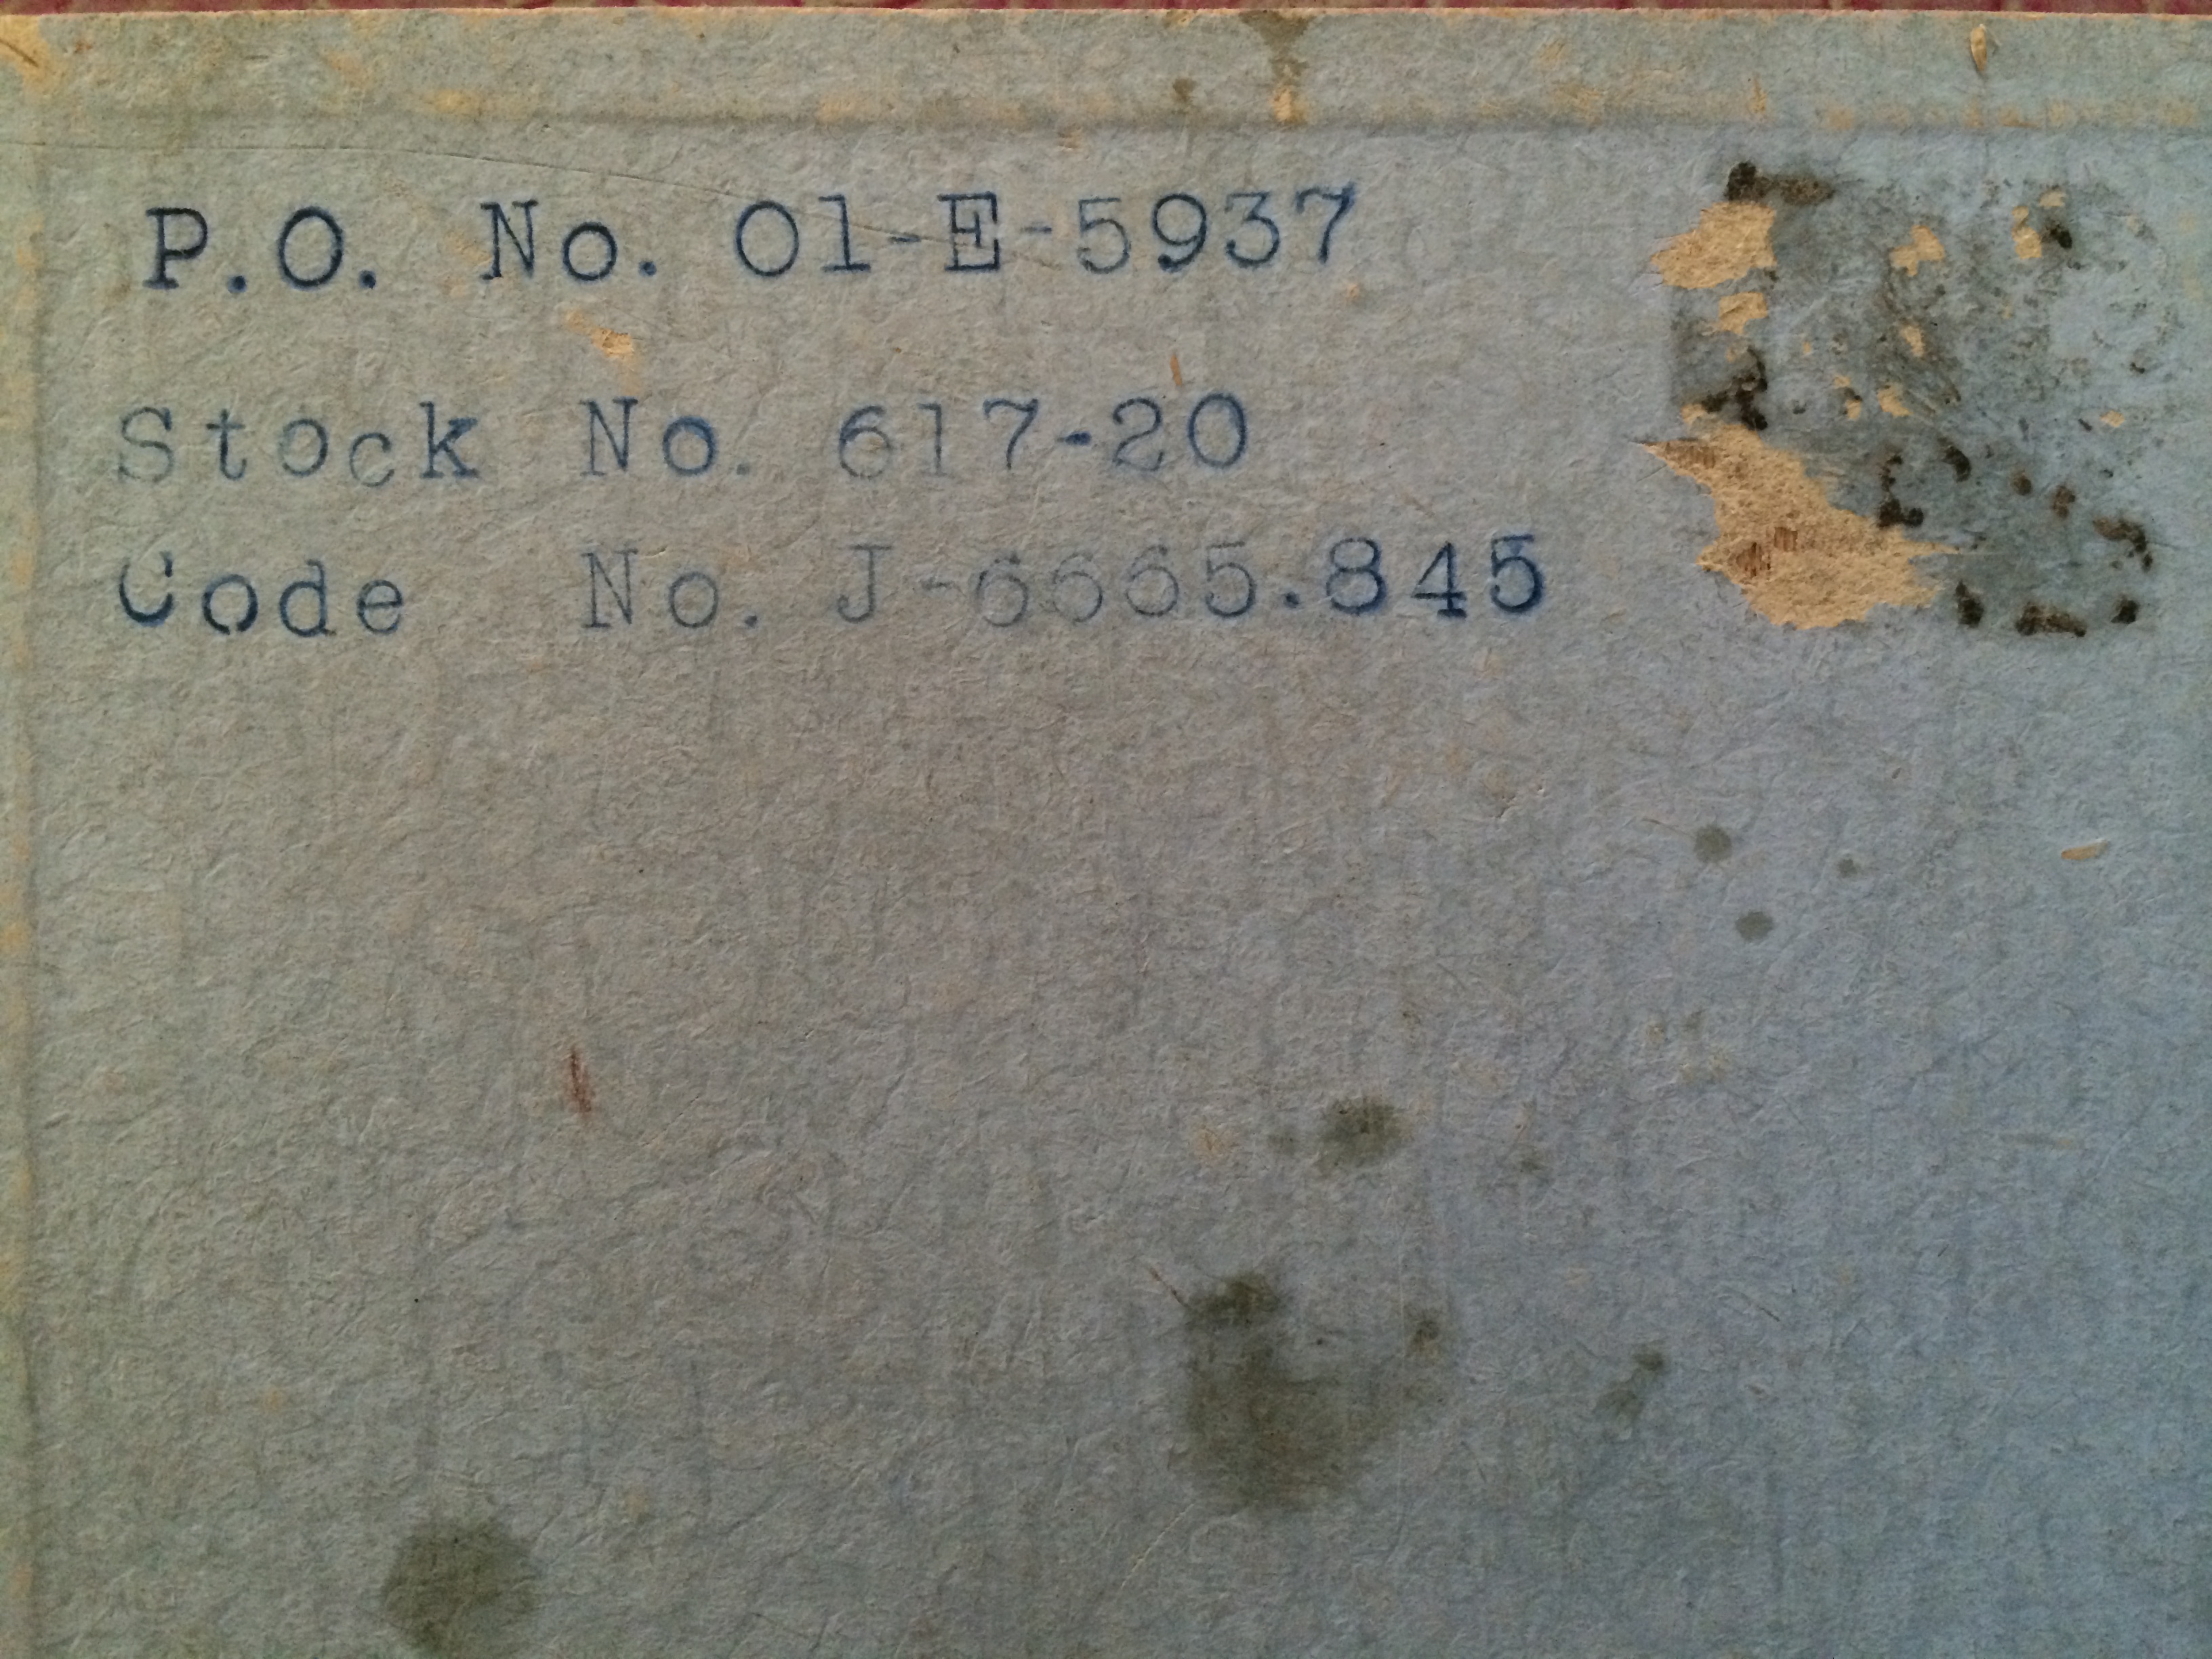 P.O. No. 01-E-5937
Stock No. 617-20
Code No. J-6665.845